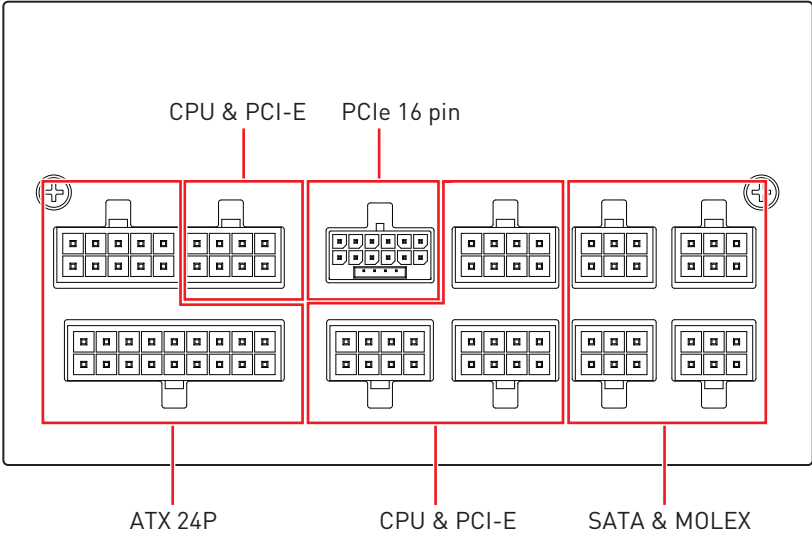 CPU & PCI-E
PCIe 16 pin
ATX 24P
CPU & PCI-E
SATA & MOLEX